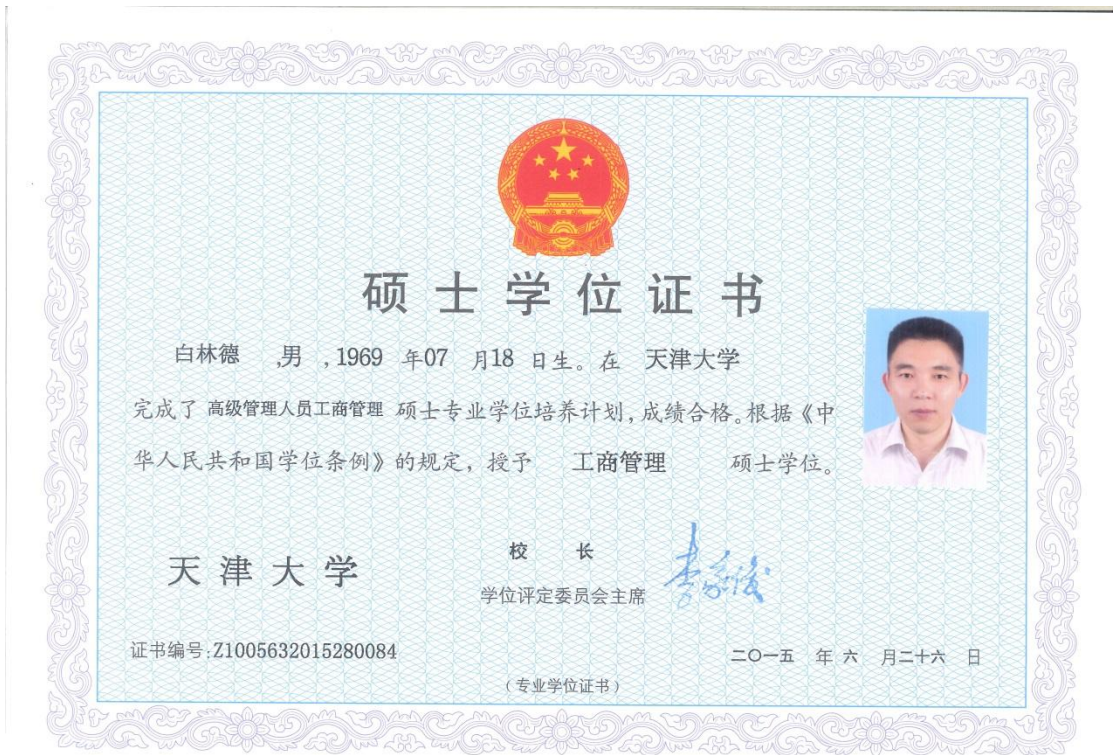 硕士学位证书
白林德 ,男 ,1969 年07 月18 日生。在 天津大学
完成了 高级管理人员工商管理 硕士专业学位培养计划,成绩合格。根据《中
华人民共和国学位条例》的规定,授予 工商管理 硕士学位。
天津大学
校 长
学位评定委员会主席
李家俊
证书编号:Z1005632015280084
二〇一五 年 六 月二十六 日
(专业学位证书)